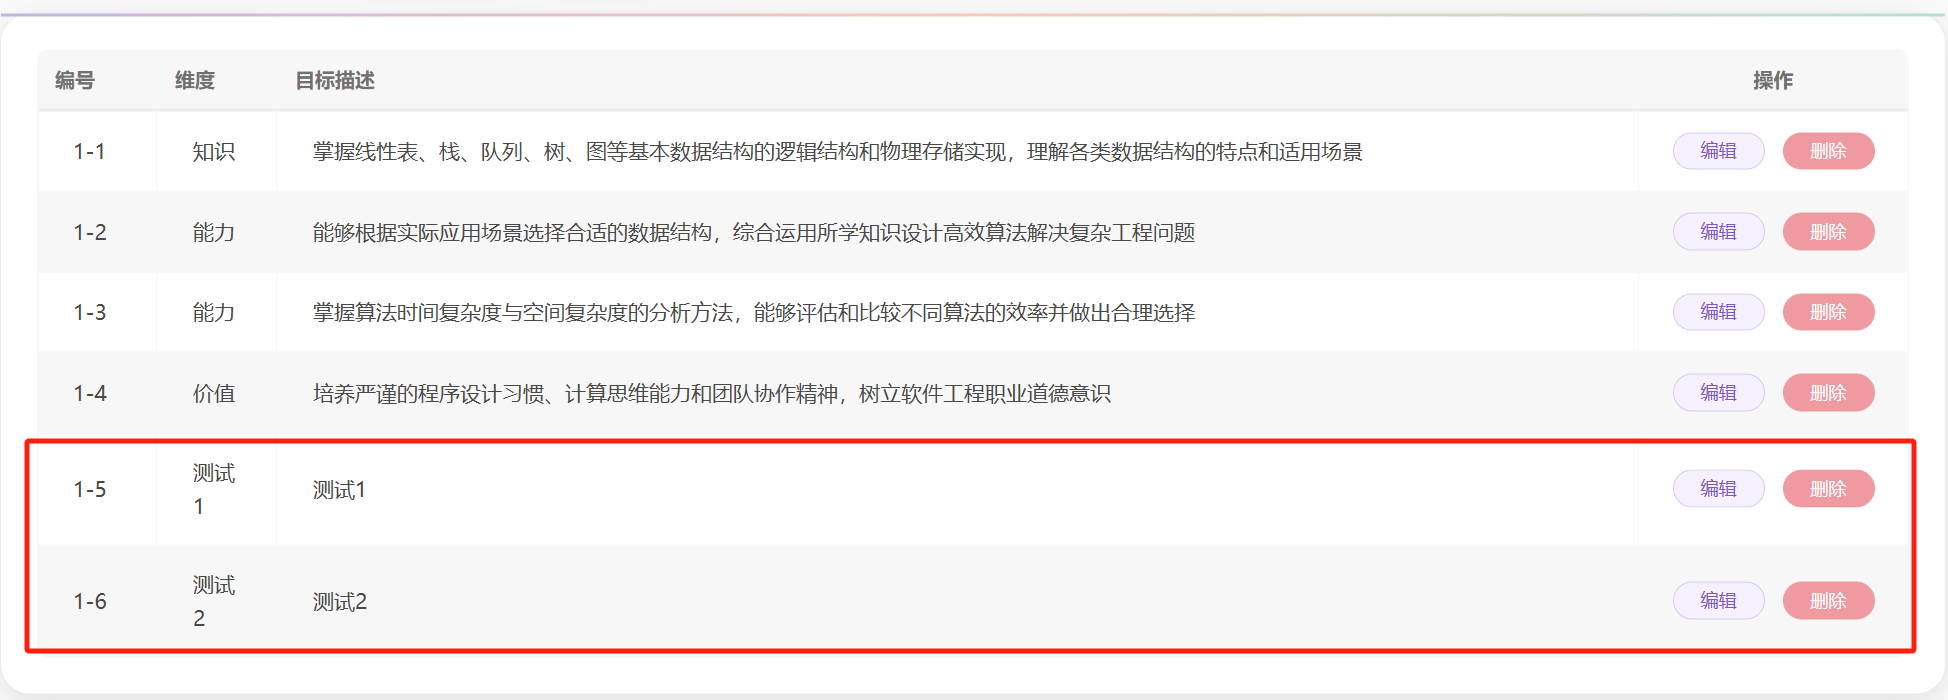 编号 维度 目标描述 操作
1-1 知识 掌握线性表、栈、队列、树、图等基本数据结构的逻辑结构和物理存储实现，理解各类数据结构的特点和适用场景 编辑 删除
1-2 能力 能够根据实际应用场景选择合适的数据结构，综合运用所学知识设计高效算法解决复杂工程问题 编辑 删除
1-3 能力 掌握算法时间复杂度与空间复杂度的分析方法，能够评估和比较不同算法的效率并做出合理选择 编辑 删除
1-4 价值 培养严谨的程序设计习惯、计算思维能力和团队协作精神，树立软件工程职业道德意识 编辑 删除
1-5 测试
1 测试1 编辑 删除
1-6 测试
2 测试2 编辑 删除